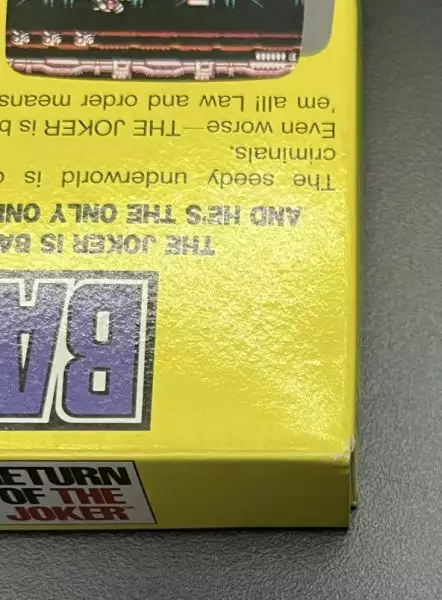 BA
THE JOKER IS BA
AND HE'S THE ONLY ONE
The seedy underworld is
criminals.
Even worse—THE JOKER is b
'em all! Law and order means
RETURN
OF THE
JOKER™